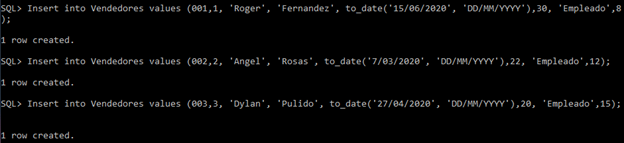 SQL> Insert into Vendedores values (001,1, 'Roger', 'Fernandez', to_date('15/06/2020', 'DD/MM/YYYY'),30, 'Empleado',8
);
1 row created.
SQL> Insert into Vendedores values (002,2, 'Angel', 'Rosas', to_date('7/03/2020', 'DD/MM/YYYY'),22, 'Empleado',12);
1 row created.
SQL> Insert into Vendedores values (003,3, 'Dylan', 'Pulido', to_date('27/04/2020', 'DD/MM/YYYY'),20, 'Empleado',15);
1 row created.